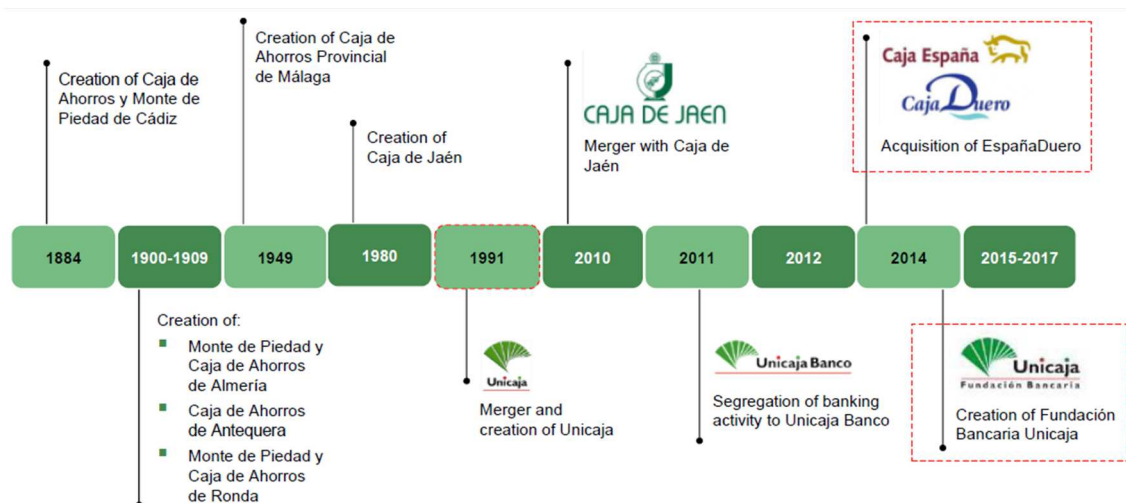 Creation of Caja de
Ahorros y Monte de
Piedad de Cádiz
Creation of Caja de
Ahorros Provincial
de Málaga
Creation of
Caja de Jaén
CAJA DE JAEN
Merger with Caja de
Jaén
Caja España
Caja Duero
Acquisition of EspañaDuero
1884
1900-1909
1949
1980
1991
2010
2011
2012
2014
2015-2017
Creation of:
Monte de Piedad y
Caja de Ahorros
de Almería
Caja de Ahorros
de Antequera
Monte de Piedad y
Caja de Ahorros
de Ronda
Unicaja
Merger and
creation of Unicaja
Unicaja Banco
Segregation of banking
activity to Unicaja Banco
Unicaja
Fundación Bancaria
Creation of Fundación
Bancaria Unicaja